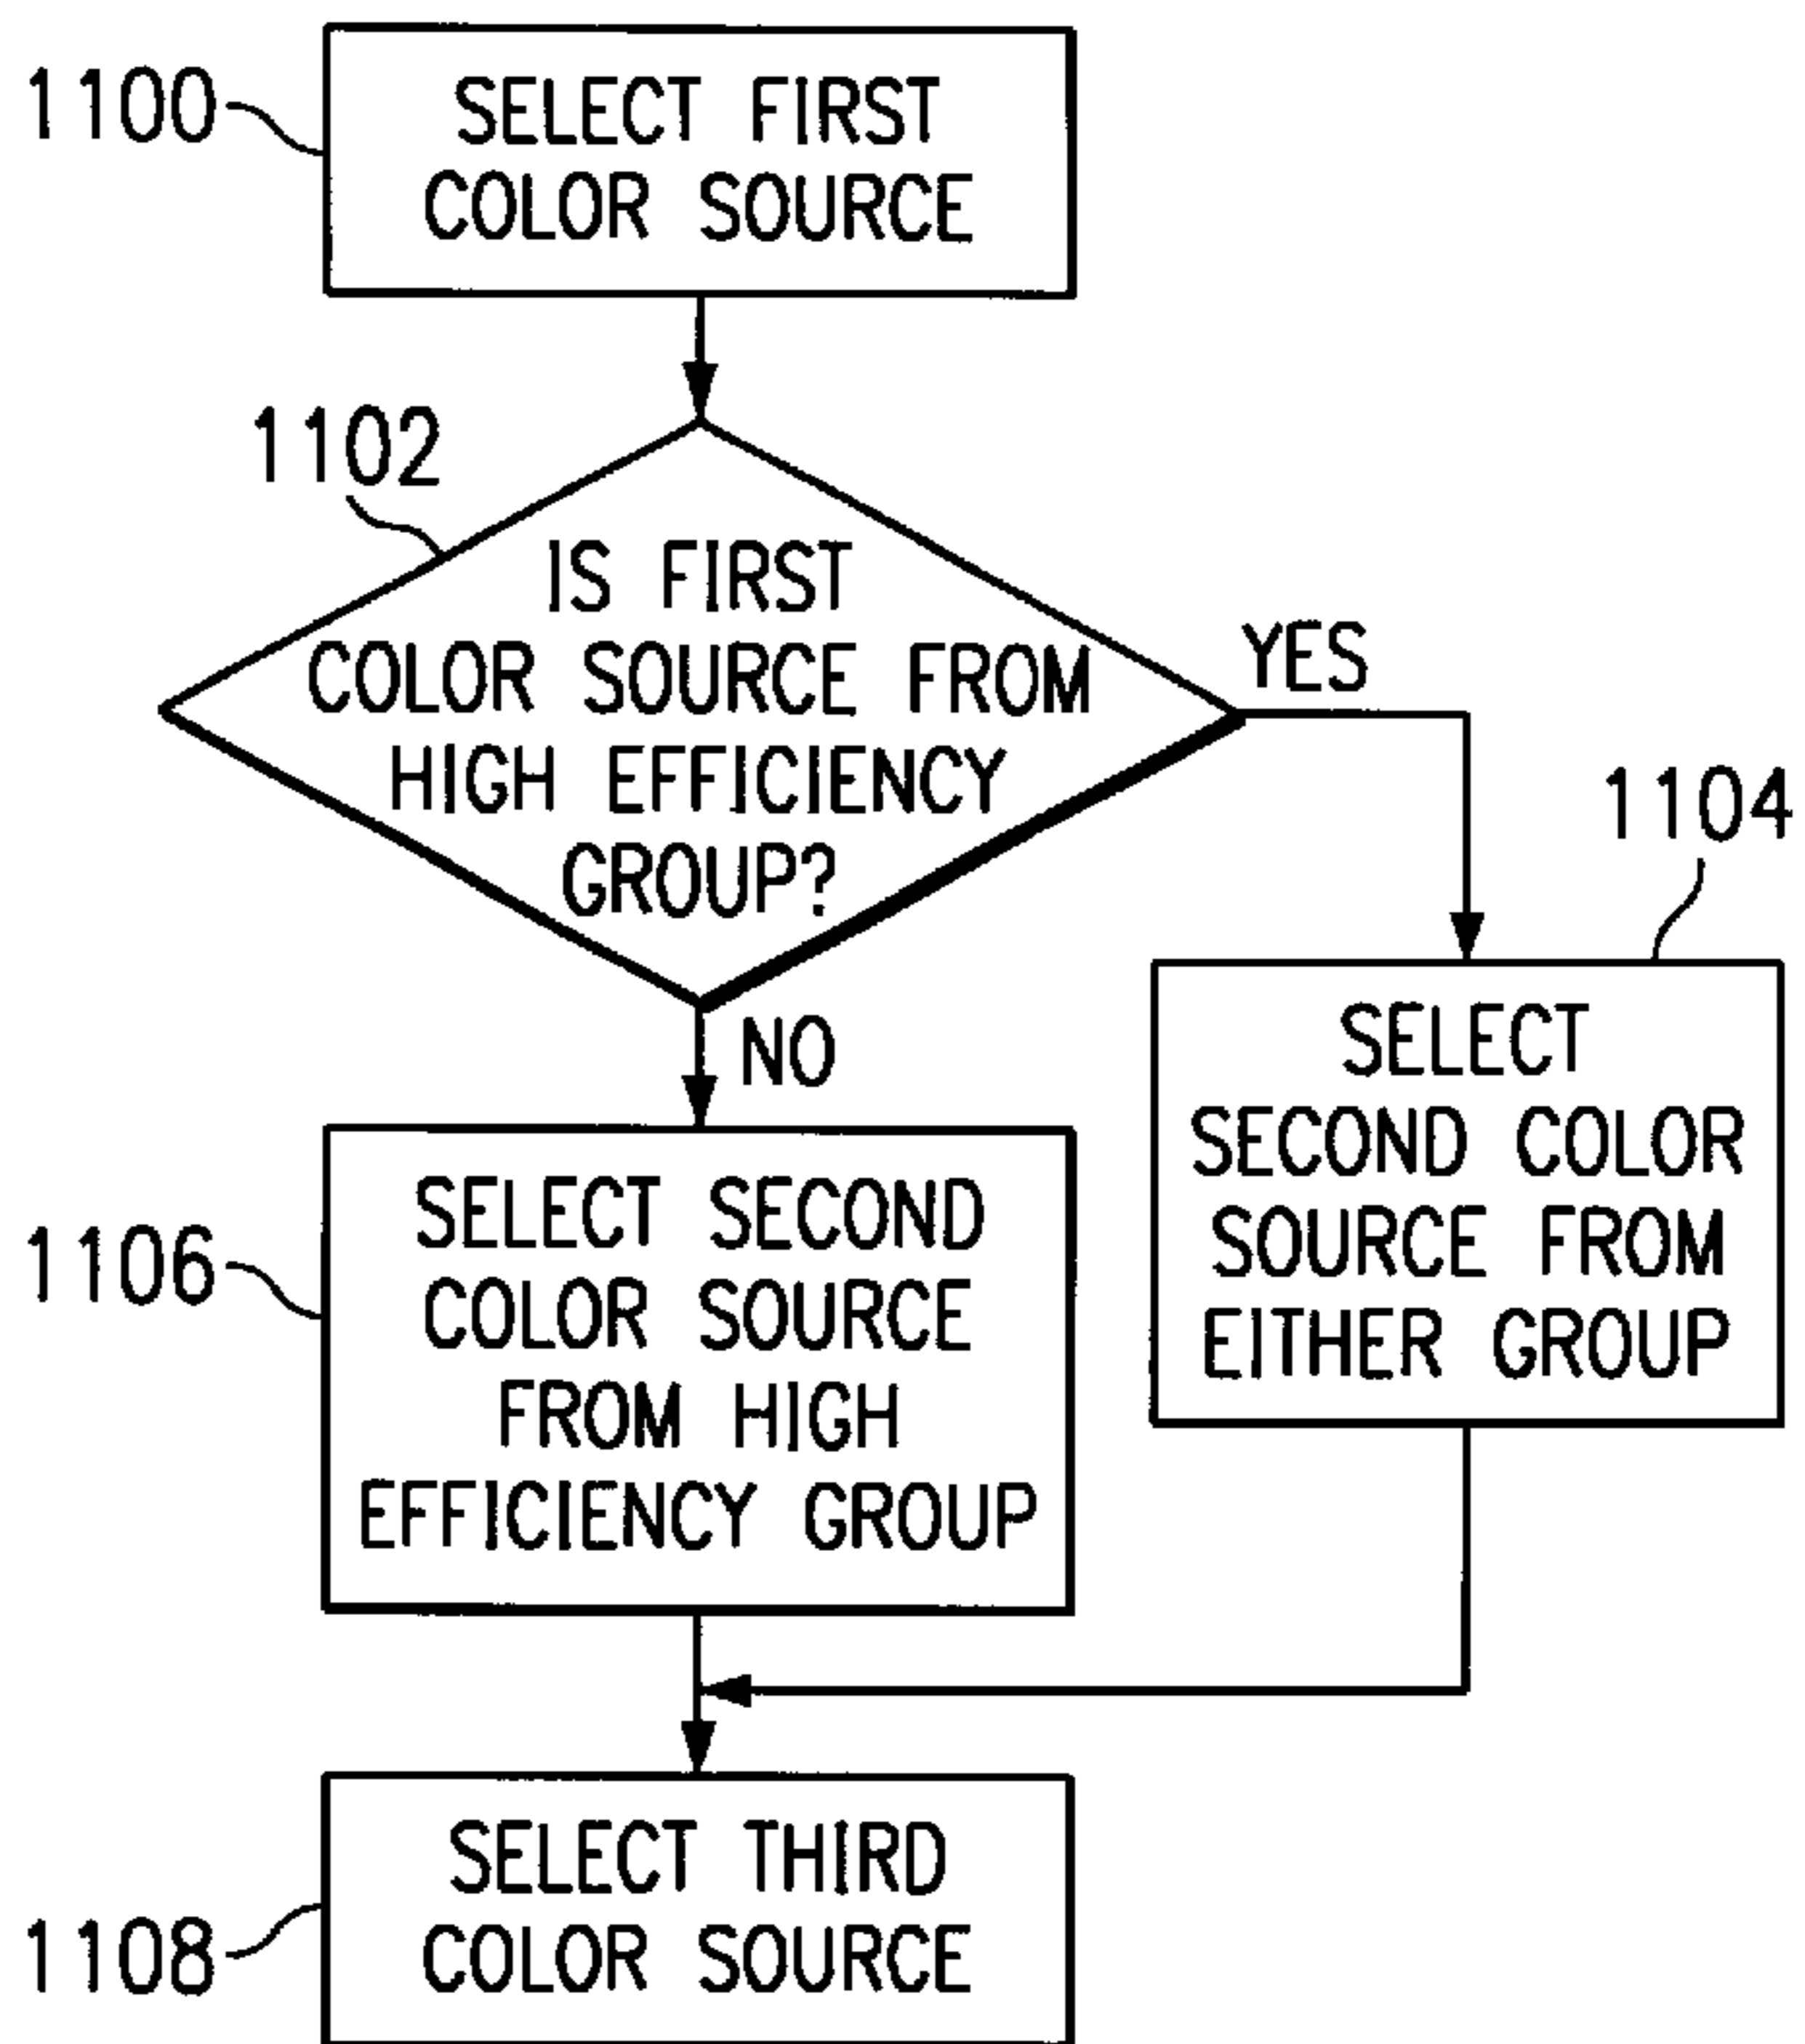 1100
SELECT FIRST
COLOR SOURCE
1102
IS FIRST
COLOR SOURCE FROM
HIGH EFFICIENCY
GROUP?
YES
1104
NO
SELECT
SECOND COLOR
SOURCE FROM
EITHER GROUP
1106
SELECT SECOND
COLOR SOURCE
FROM HIGH
EFFICIENCY GROUP
1108
SELECT THIRD
COLOR SOURCE